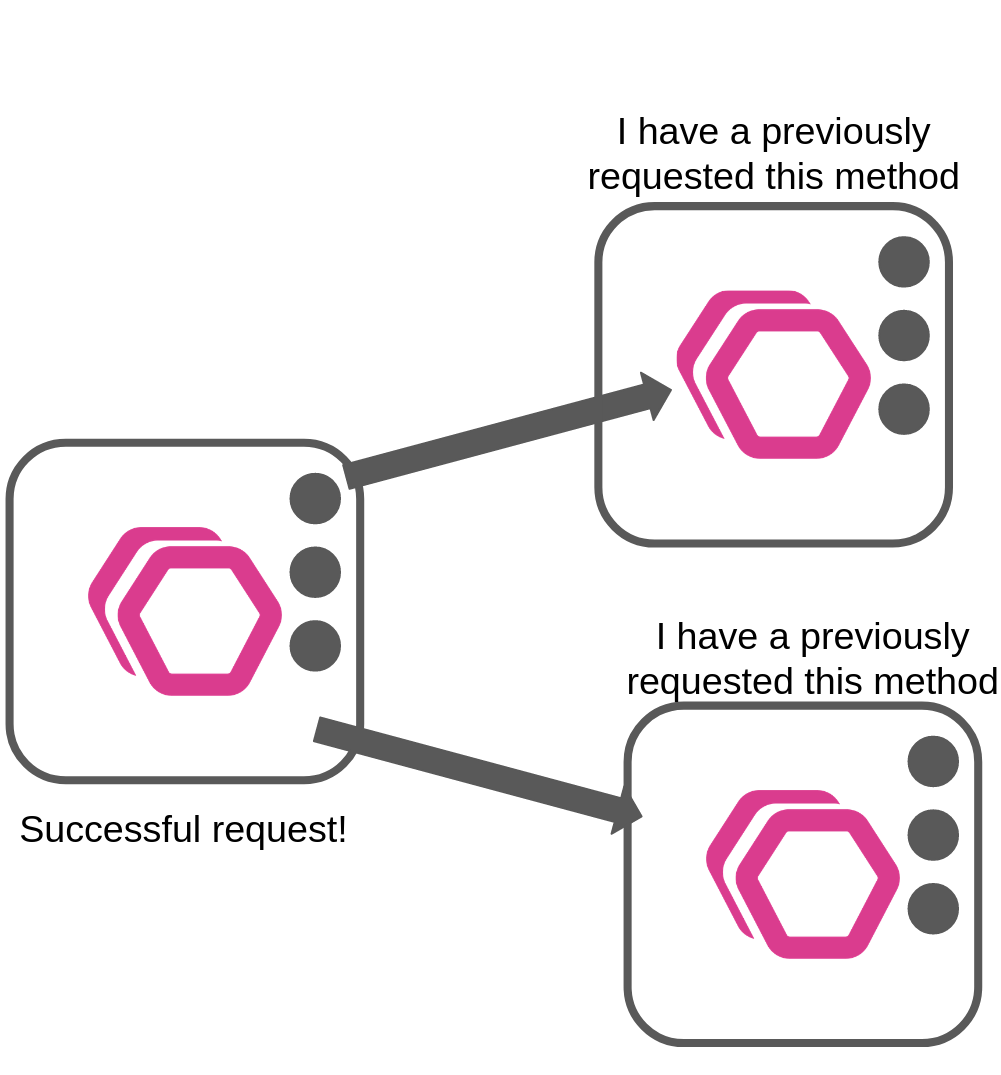 I have a previously
requested this method
I have a previously
requested this method
Successful request!